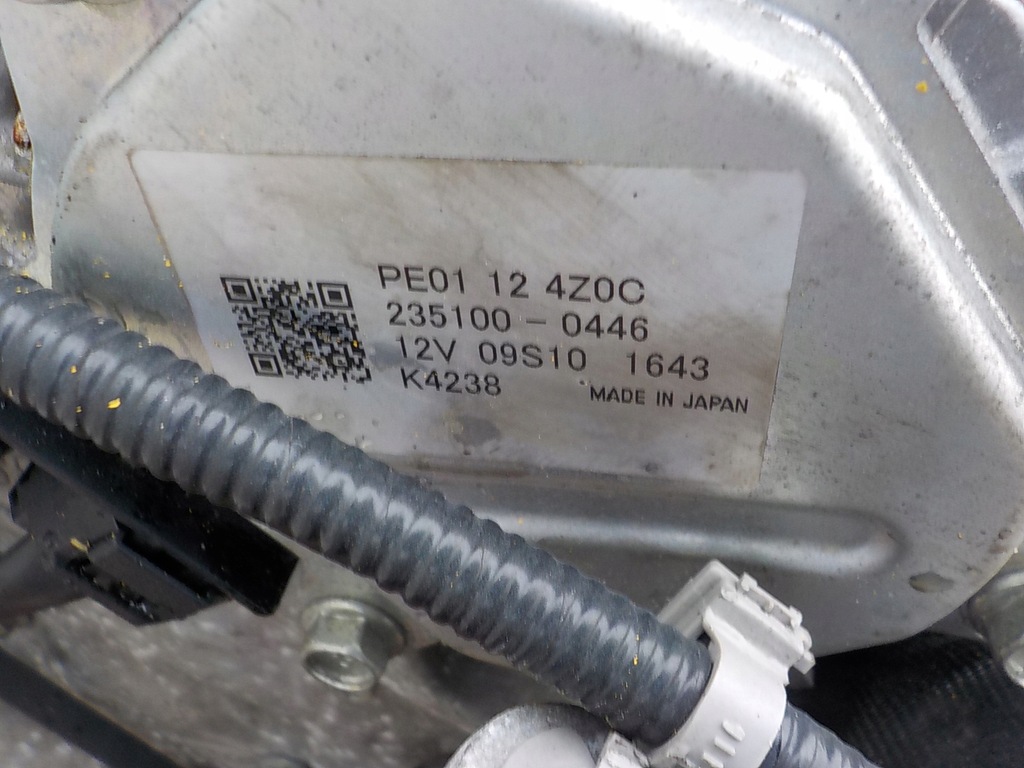 PE01 12 4Z0C
235100 - 0446
12V 09S10 1643
K4238 MADE IN JAPAN